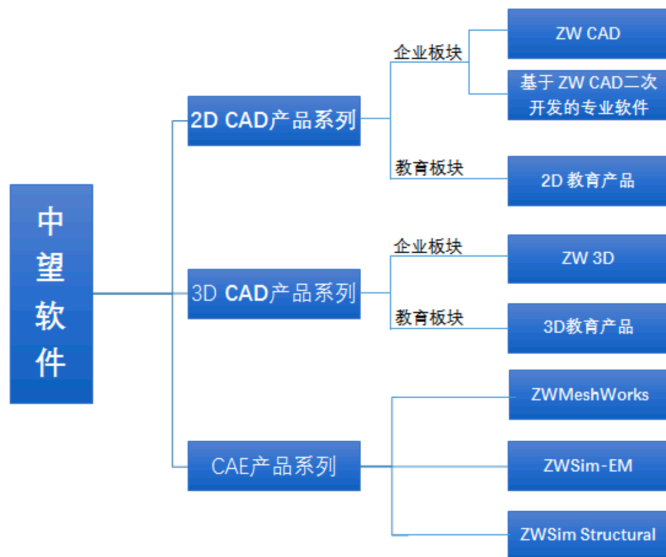 中望软件
2D CAD产品系列
企业板块
ZW CAD
基于 ZW CAD二次
开发的专业软件
教育板块
2D 教育产品
3D CAD产品系列
企业板块
ZW 3D
教育板块
3D教育产品
CAE产品系列
ZWMeshWorks
ZWSim-EM
ZWSim Structural